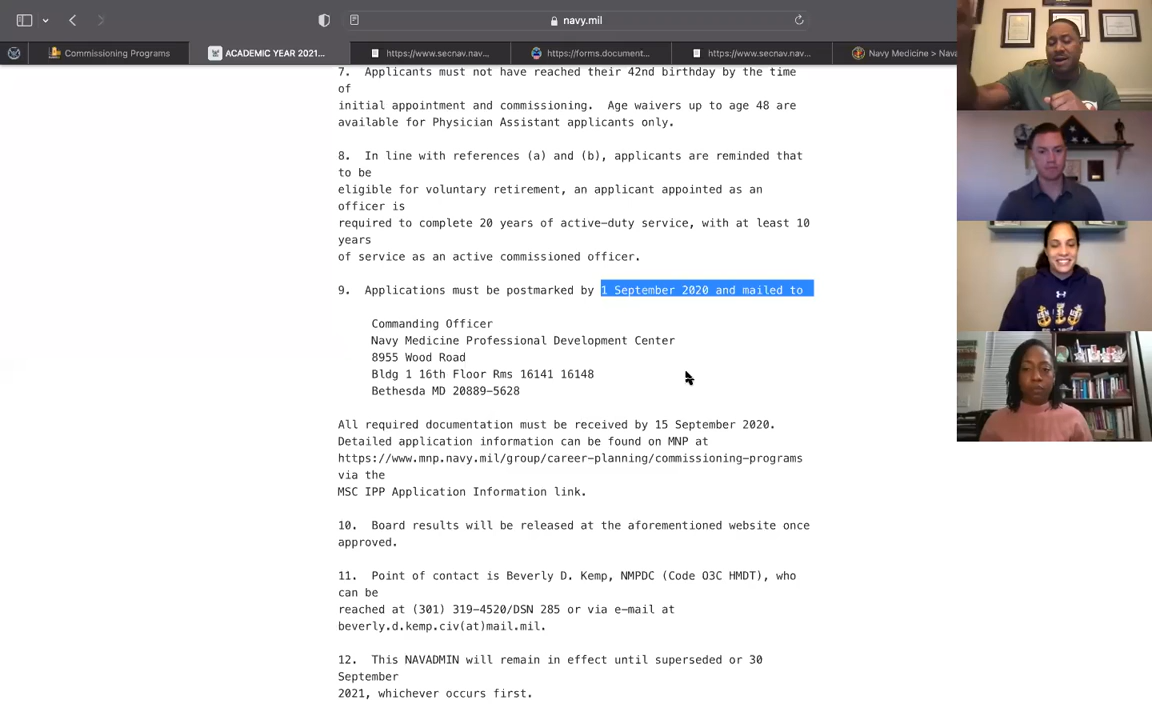 navy.mil
Commissioning Programs
ACADEMIC YEAR 2021...
https://www.secnav.nav...
https://forms.document...
https://www.secnav.nav...
Navy Medicine > Nava
7.  Applicants must not have reached their 42nd birthday by the time
of
initial appointment and commissioning.  Age waivers up to age 48 are
available for Physician Assistant applicants only.
8.  In line with references (a) and (b), applicants are reminded that
to be
eligible for voluntary retirement, an applicant appointed as an
officer is
required to complete 20 years of active-duty service, with at least 10
years
of service as an active commissioned officer.
9.  Applications must be postmarked by 1 September 2020 and mailed to
Commanding Officer
Navy Medicine Professional Development Center
8955 Wood Road
Bldg 1 16th Floor Rms 16141 16148
Bethesda MD 20889-5628
All required documentation must be received by 15 September 2020.
Detailed application information can be found on MNP at
https://www.mnp.navy.mil/group/career-planning/commissioning-programs
via the
MSC IPP Application Information link.
10.  Board results will be released at the aforementioned website once
approved.
11.  Point of contact is Beverly D. Kemp, NMPDC (Code O3C HMDT), who
can be
reached at (301) 319-4520/DSN 285 or via e-mail at
beverly.d.kemp.civ(at)mail.mil.
12.  This NAVADMIN will remain in effect until superseded or 30
September
2021, whichever occurs first.